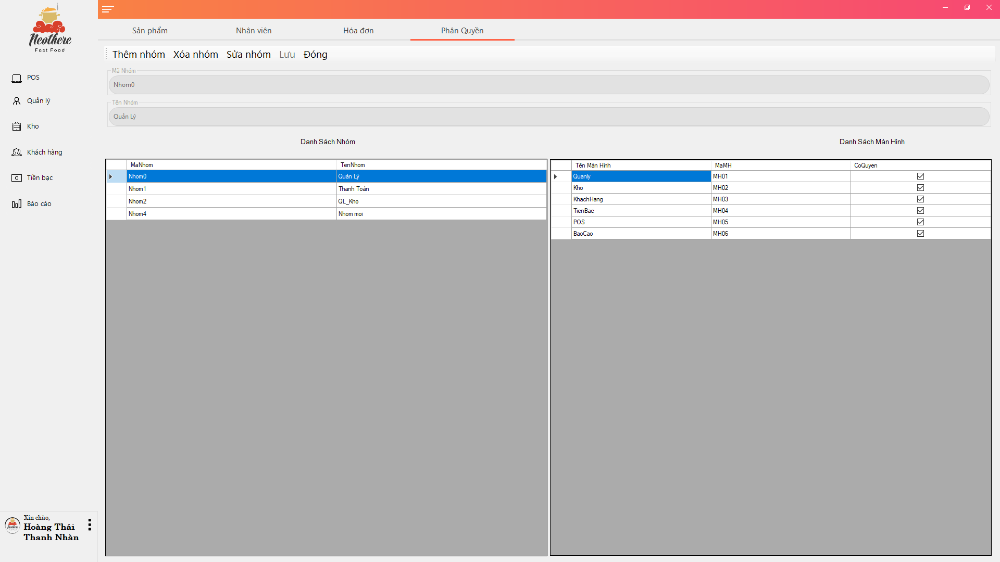 Neothere
Fast Food
POS
Quản lý
Kho
Khách hàng
Tiền bạc
Báo cáo
Xin chào,
Hoàng Thái
Thanh Nhàn
Sản phẩm Nhân viên Hóa đơn Phân Quyền
Thêm nhóm Xóa nhóm Sửa nhóm Lưu Đóng
Mã Nhóm
Nhom0
Tên Nhóm
Quản Lý
Danh Sách Nhóm
MaNhom TenNhom
Nhom0 Quản Lý
Nhom1 Thanh Toán
Nhom2 QL_Kho
Nhom4 Nhom moi
Danh Sách Màn Hình
Tên Màn Hình MaMH CoQuyen
Quanly MH01
Kho MH02
KhachHang MH03
TienBac MH04
POS MH05
BaoCao MH06